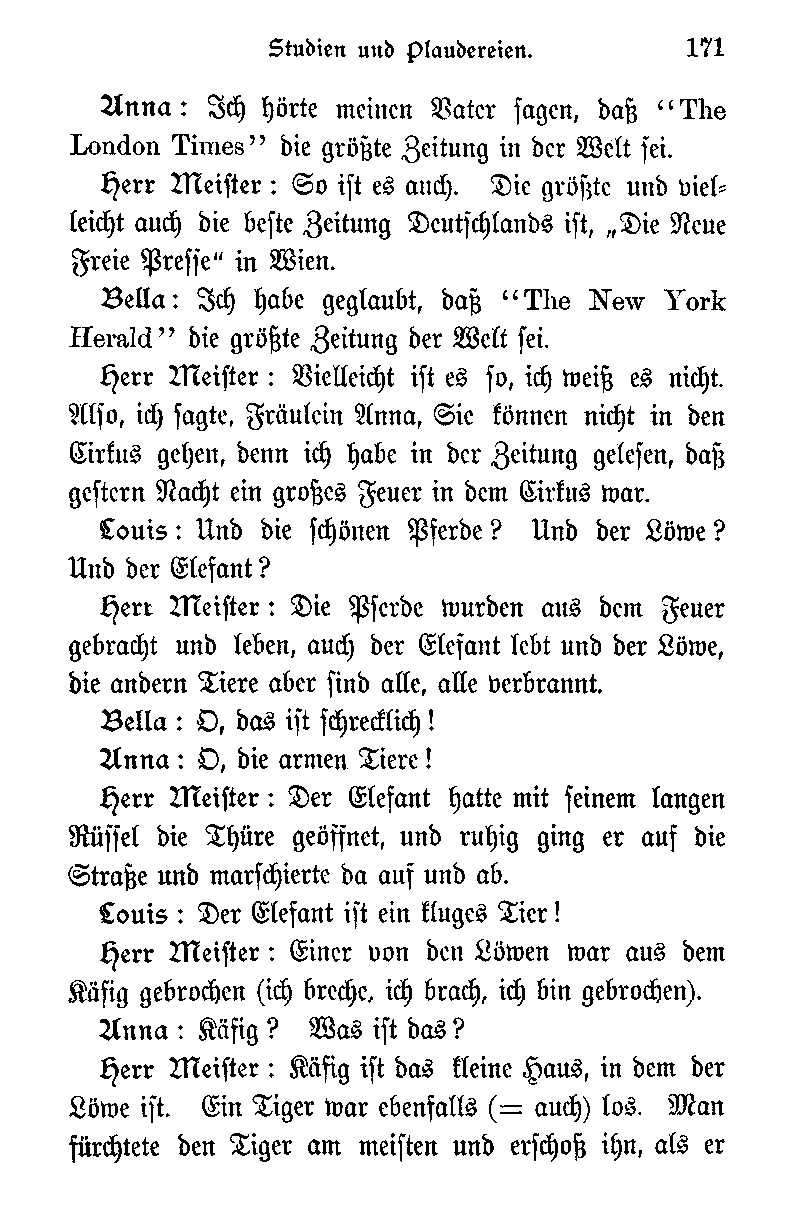 Studien und Plaudereien. 171
Anna: Ich hörte meinen Vater sagen, daß “The
London Times” die größte Zeitung in der Welt sei.
Herr Meister: So ist es auch. Die größte und viel-
leicht auch die beste Zeitung Deutschlands ist, „Die Neue
Freie Presse“ in Wien.
Bella: Ich habe geglaubt, daß “The New York
Herald” die größte Zeitung der Welt sei.
Herr Meister: Vielleicht ist es so, ich weiß es nicht.
Also, ich sagte, Fräulein Anna, Sie können nicht in den
Cirkus gehen, denn ich habe in der Zeitung gelesen, daß
gestern Nacht ein großes Feuer in dem Cirkus war.
Louis: Und die schönen Pferde? Und der Löwe?
Und der Elefant?
Herr Meister: Die Pferde wurden aus dem Feuer
gebracht und leben, auch der Elefant lebt und der Löwe,
die andern Tiere aber sind alle, alle verbrannt.
Bella: O, das ist schrecklich!
Anna: O, die armen Tiere!
Herr Meister: Der Elefant hatte mit seinem langen
Rüssel die Thüre geöffnet, und ruhig ging er auf die
Straße und marschierte da auf und ab.
Louis: Der Elefant ist ein kluges Tier!
Herr Meister: Einer von den Löwen war aus dem
Käfig gebrochen (ich breche, ich brach, ich bin gebrochen).
Anna: Käfig? Was ist das?
Herr Meister: Käfig ist das kleine Haus, in dem der
Löwe ist. Ein Tiger war ebenfalls (= auch) los. Man
fürchtete den Tiger am meisten und erschoß ihn, als er